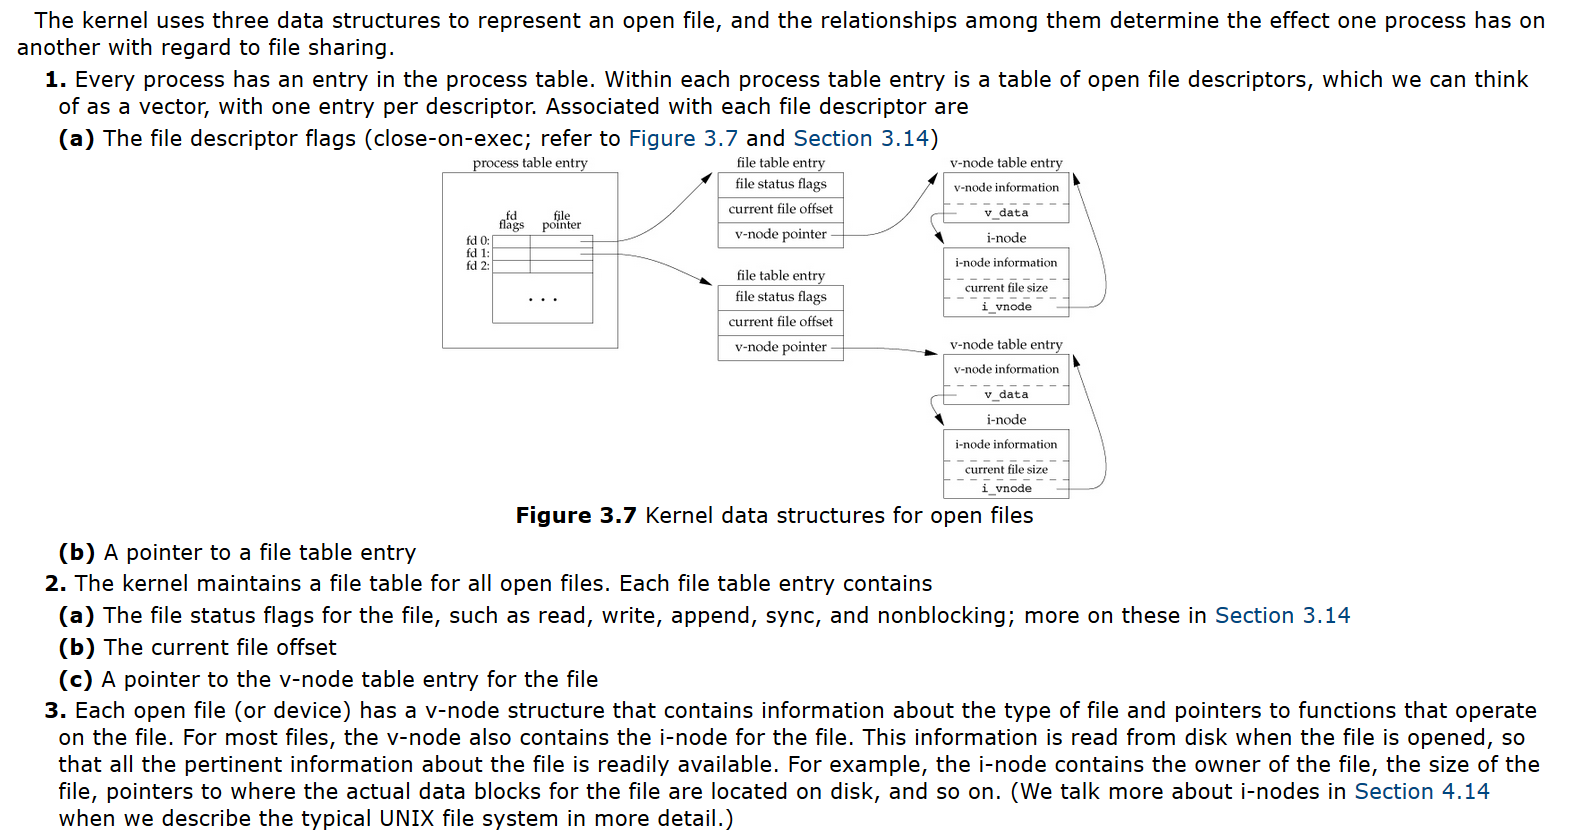 The kernel uses three data structures to represent an open file, and the relationships among them determine the effect one process has on
another with regard to file sharing.
1. Every process has an entry in the process table. Within each process table entry is a table of open file descriptors, which we can think
of as a vector, with one entry per descriptor. Associated with each file descriptor are
(a) The file descriptor flags (close-on-exec; refer to Figure 3.7 and Section 3.14)
process table entry
fd flags
file pointer
fd 0:
fd 1:
fd 2:
. . .
file table entry
file status flags
current file offset
v-node pointer
file table entry
file status flags
current file offset
v-node pointer
v-node table entry
v-node information
v_data
i-node
i-node information
current file size
i_vnode
v-node table entry
v-node information
v_data
i-node
i-node information
current file size
i_vnode
Figure 3.7 Kernel data structures for open files
(b) A pointer to a file table entry
2. The kernel maintains a file table for all open files. Each file table entry contains
(a) The file status flags for the file, such as read, write, append, sync, and nonblocking; more on these in Section 3.14
(b) The current file offset
(c) A pointer to the v-node table entry for the file
3. Each open file (or device) has a v-node structure that contains information about the type of file and pointers to functions that operate
on the file. For most files, the v-node also contains the i-node for the file. This information is read from disk when the file is opened, so
that all the pertinent information about the file is readily available. For example, the i-node contains the owner of the file, the size of the
file, pointers to where the actual data blocks for the file are located on disk, and so on. (We talk more about i-nodes in Section 4.14
when we describe the typical UNIX file system in more detail.)